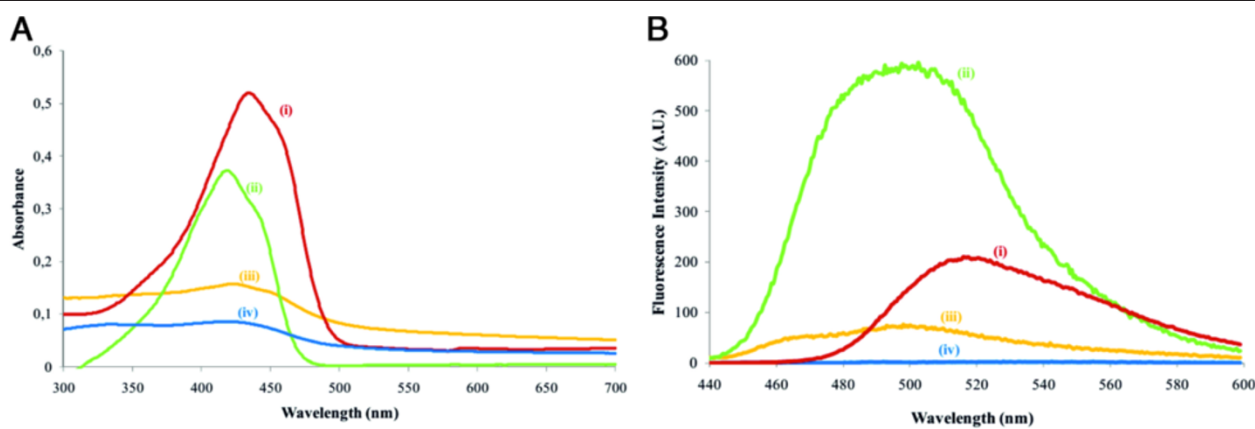 A
B
0,6
0,5
0,4
0,3
0,2
0,1
0
Absorbance
(i)
(ii)
(iii)
(iv)
300 350 400 450 500 550 600 650 700
Wavelength (nm)
600
500
400
300
200
100
0
Fluorescence Intensity (A.U.)
(ii)
(i)
(iii)
(iv)
440 460 480 500 520 540 560 580 600
Wavelength (nm)